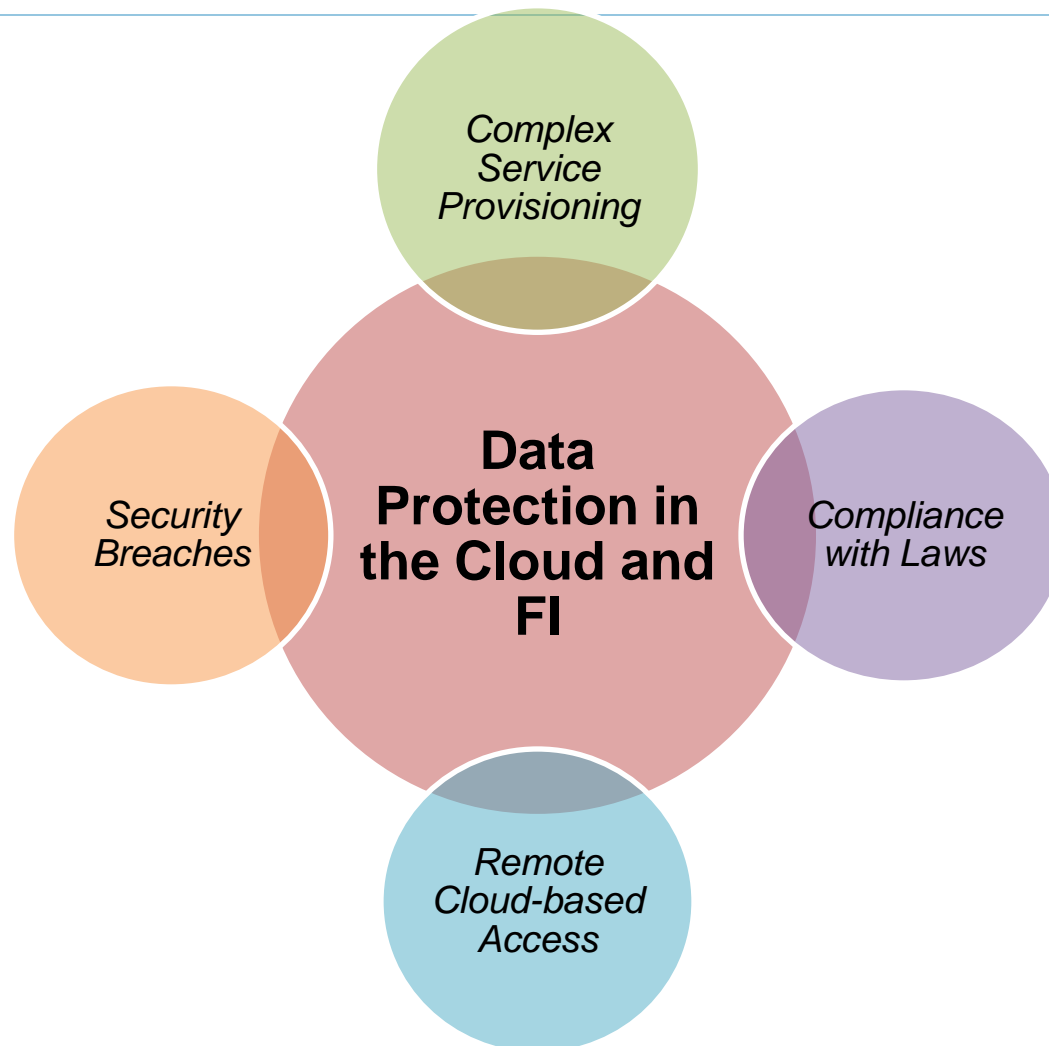 Complex
Service
Provisioning
Data
Protection in
the Cloud and
FI
Security
Breaches
Compliance
with Laws
Remote
Cloud-based
Access